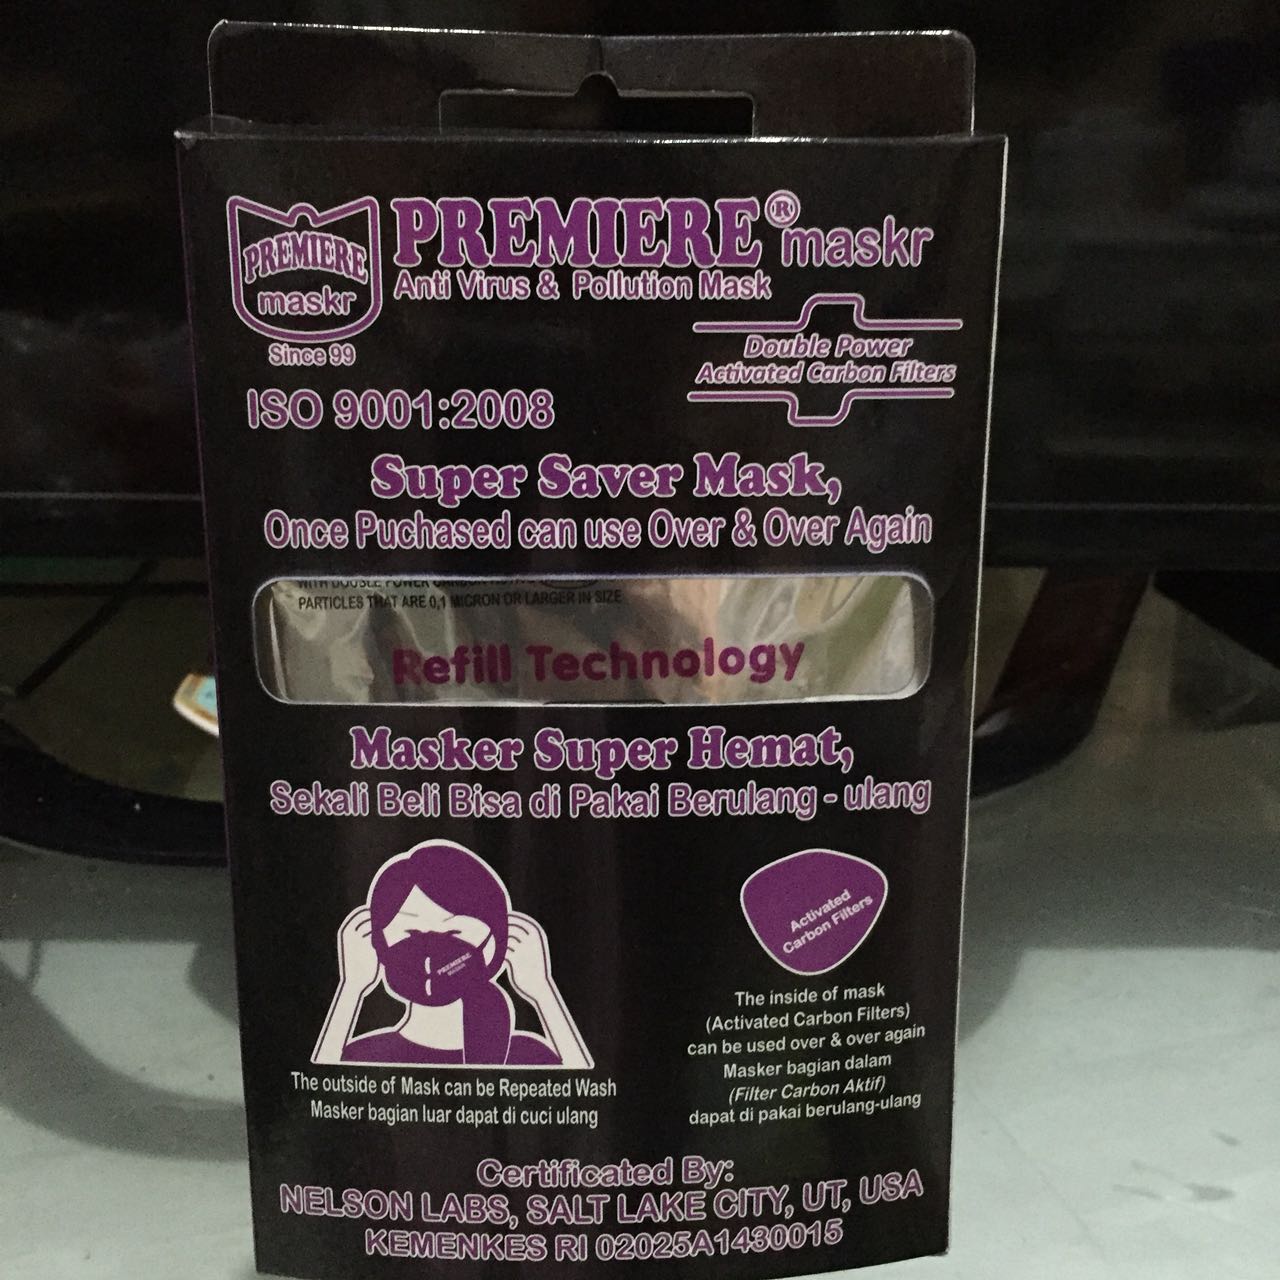 PREMIERE
maskr
Since 99
PREMIERE® maskr
Anti Virus & Pollution Mask
Double Power
Activated Carbon Filters
ISO 9001:2008
Super Saver Mask,
Once Puchased can use Over & Over Again
WITH DOUBLE POWER
PARTICLES THAT ARE 0,1 MICRON OR LARGER IN SIZE
Refill Technology
Masker Super Hemat,
Sekali Beli Bisa di Pakai Berulang - ulang
PREMIERE
Activated
Carbon Filters
The outside of Mask can be Repeated Wash
Masker bagian luar dapat di cuci ulang
The inside of mask
(Activated Carbon Filters)
can be used over & over again
Masker bagian dalam
(Filter Carbon Aktif)
dapat di pakai berulang-ulang
Certificated By:
NELSON LABS, SALT LAKE CITY, UT, USA
KEMENKES RI 02025A1430015